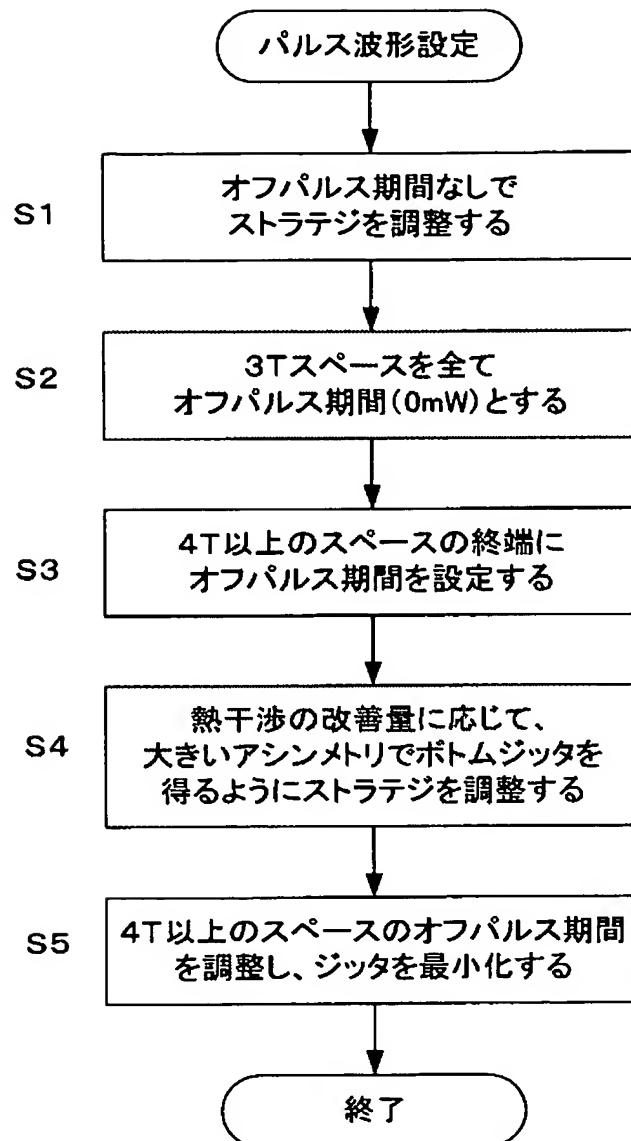 パルス波形設定
S1
オフパルス期間なしで
ストラテジを調整する
S2
3Tスペースを全て
オフパルス期間(0mW)とする
S3
4T以上のスペースの終端に
オフパルス期間を設定する
S4
熱干渉の改善量に応じて、
大きいアシンメトリでボトムジッタを
得るようにストラテジを調整する
S5
4T以上のスペースのオフパルス期間
を調整し、ジッタを最小化する
終了